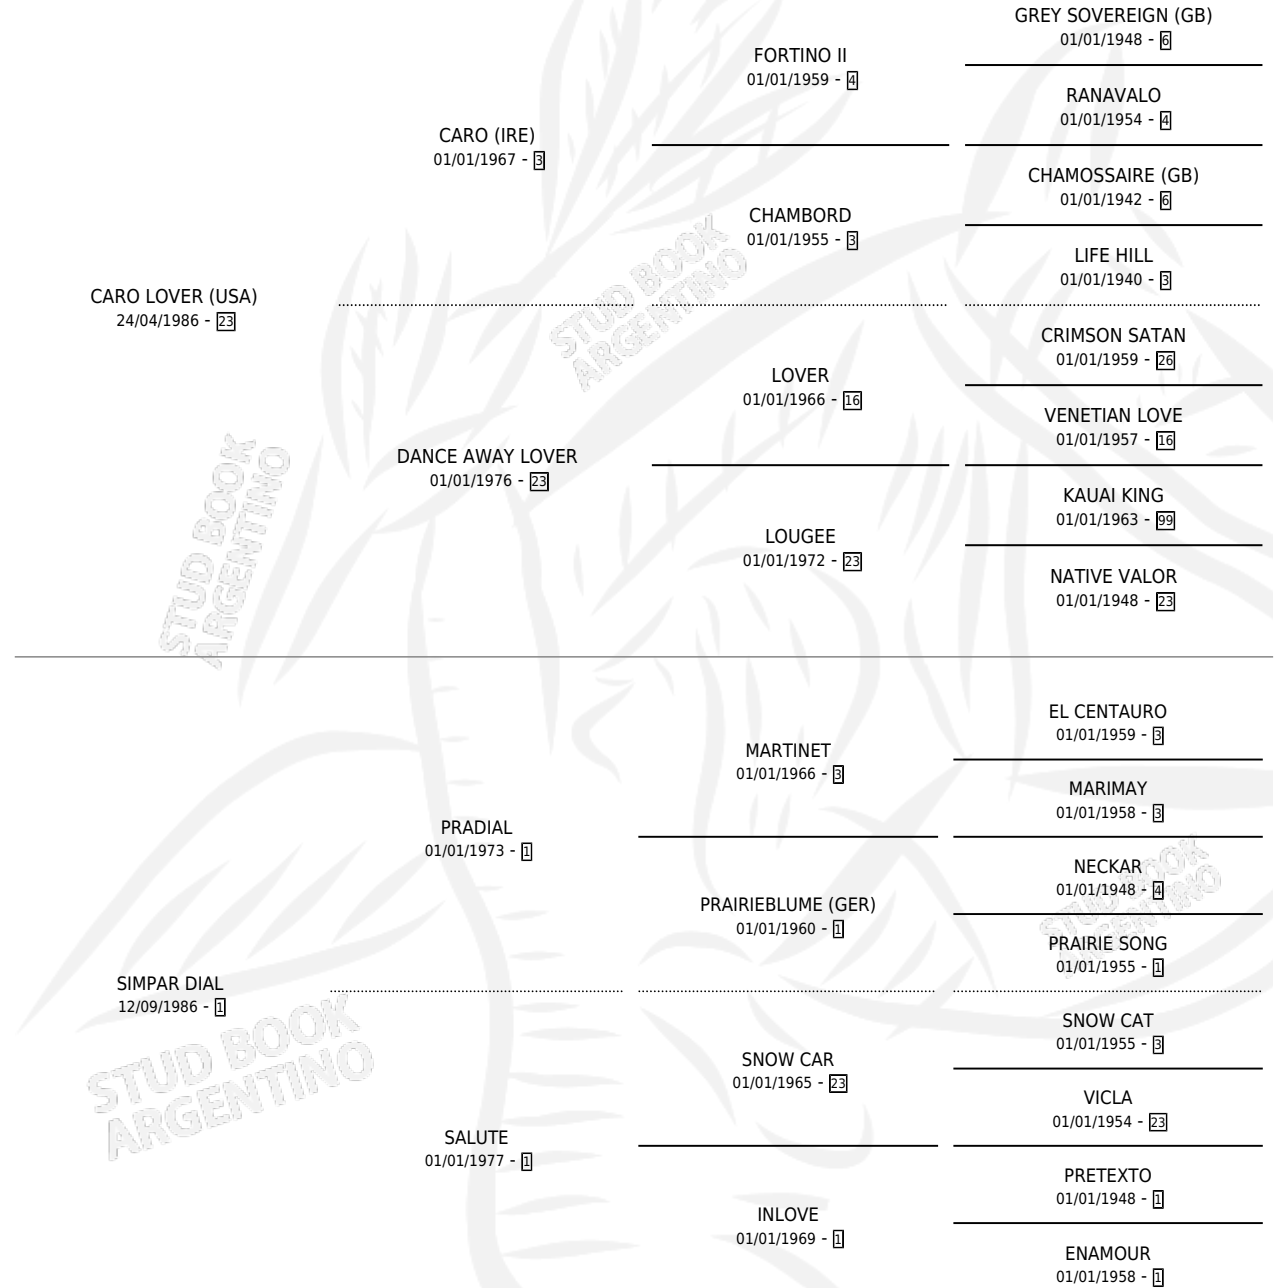 GREY SOVEREIGN (GB)
01/01/1948 - 6
FORTINO II
01/01/1959 - 4
RANAVALO
01/01/1954 - 4
CARO (IRE)
01/01/1967 - 3
CHAMOSSAIRE (GB)
01/01/1942 - 6
CHAMBORD
01/01/1955 - 3
LIFE HILL
01/01/1940 - 3
CARO LOVER (USA)
24/04/1986 - 23
CRIMSON SATAN
01/01/1959 - 26
LOVER
01/01/1966 - 16
VENETIAN LOVE
01/01/1957 - 16
DANCE AWAY LOVER
01/01/1976 - 23
KAUAI KING
01/01/1963 - 99
LOUGEE
01/01/1972 - 23
NATIVE VALOR
01/01/1948 - 23
EL CENTAURO
01/01/1959 - 3
MARTINET
01/01/1966 - 3
MARIMAY
01/01/1958 - 3
PRADIAL
01/01/1973 - 1
NECKAR
01/01/1948 - 4
PRAIRIEBLUME (GER)
01/01/1960 - 1
PRAIRIE SONG
01/01/1955 - 1
SIMPAR DIAL
12/09/1986 - 1
SNOW CAT
01/01/1955 - 3
SNOW CAR
01/01/1965 - 23
VICLA
01/01/1954 - 23
SALUTE
01/01/1977 - 1
PRETEXTO
01/01/1948 - 1
INLOVE
01/01/1969 - 1
ENAMOUR
01/01/1958 - 1
STUD BOOK
ARGENTINO
STUD BOOK
ARGENTINO
STUD BOOK
ARGENTINO
STUD BOOK
ARGENTINO